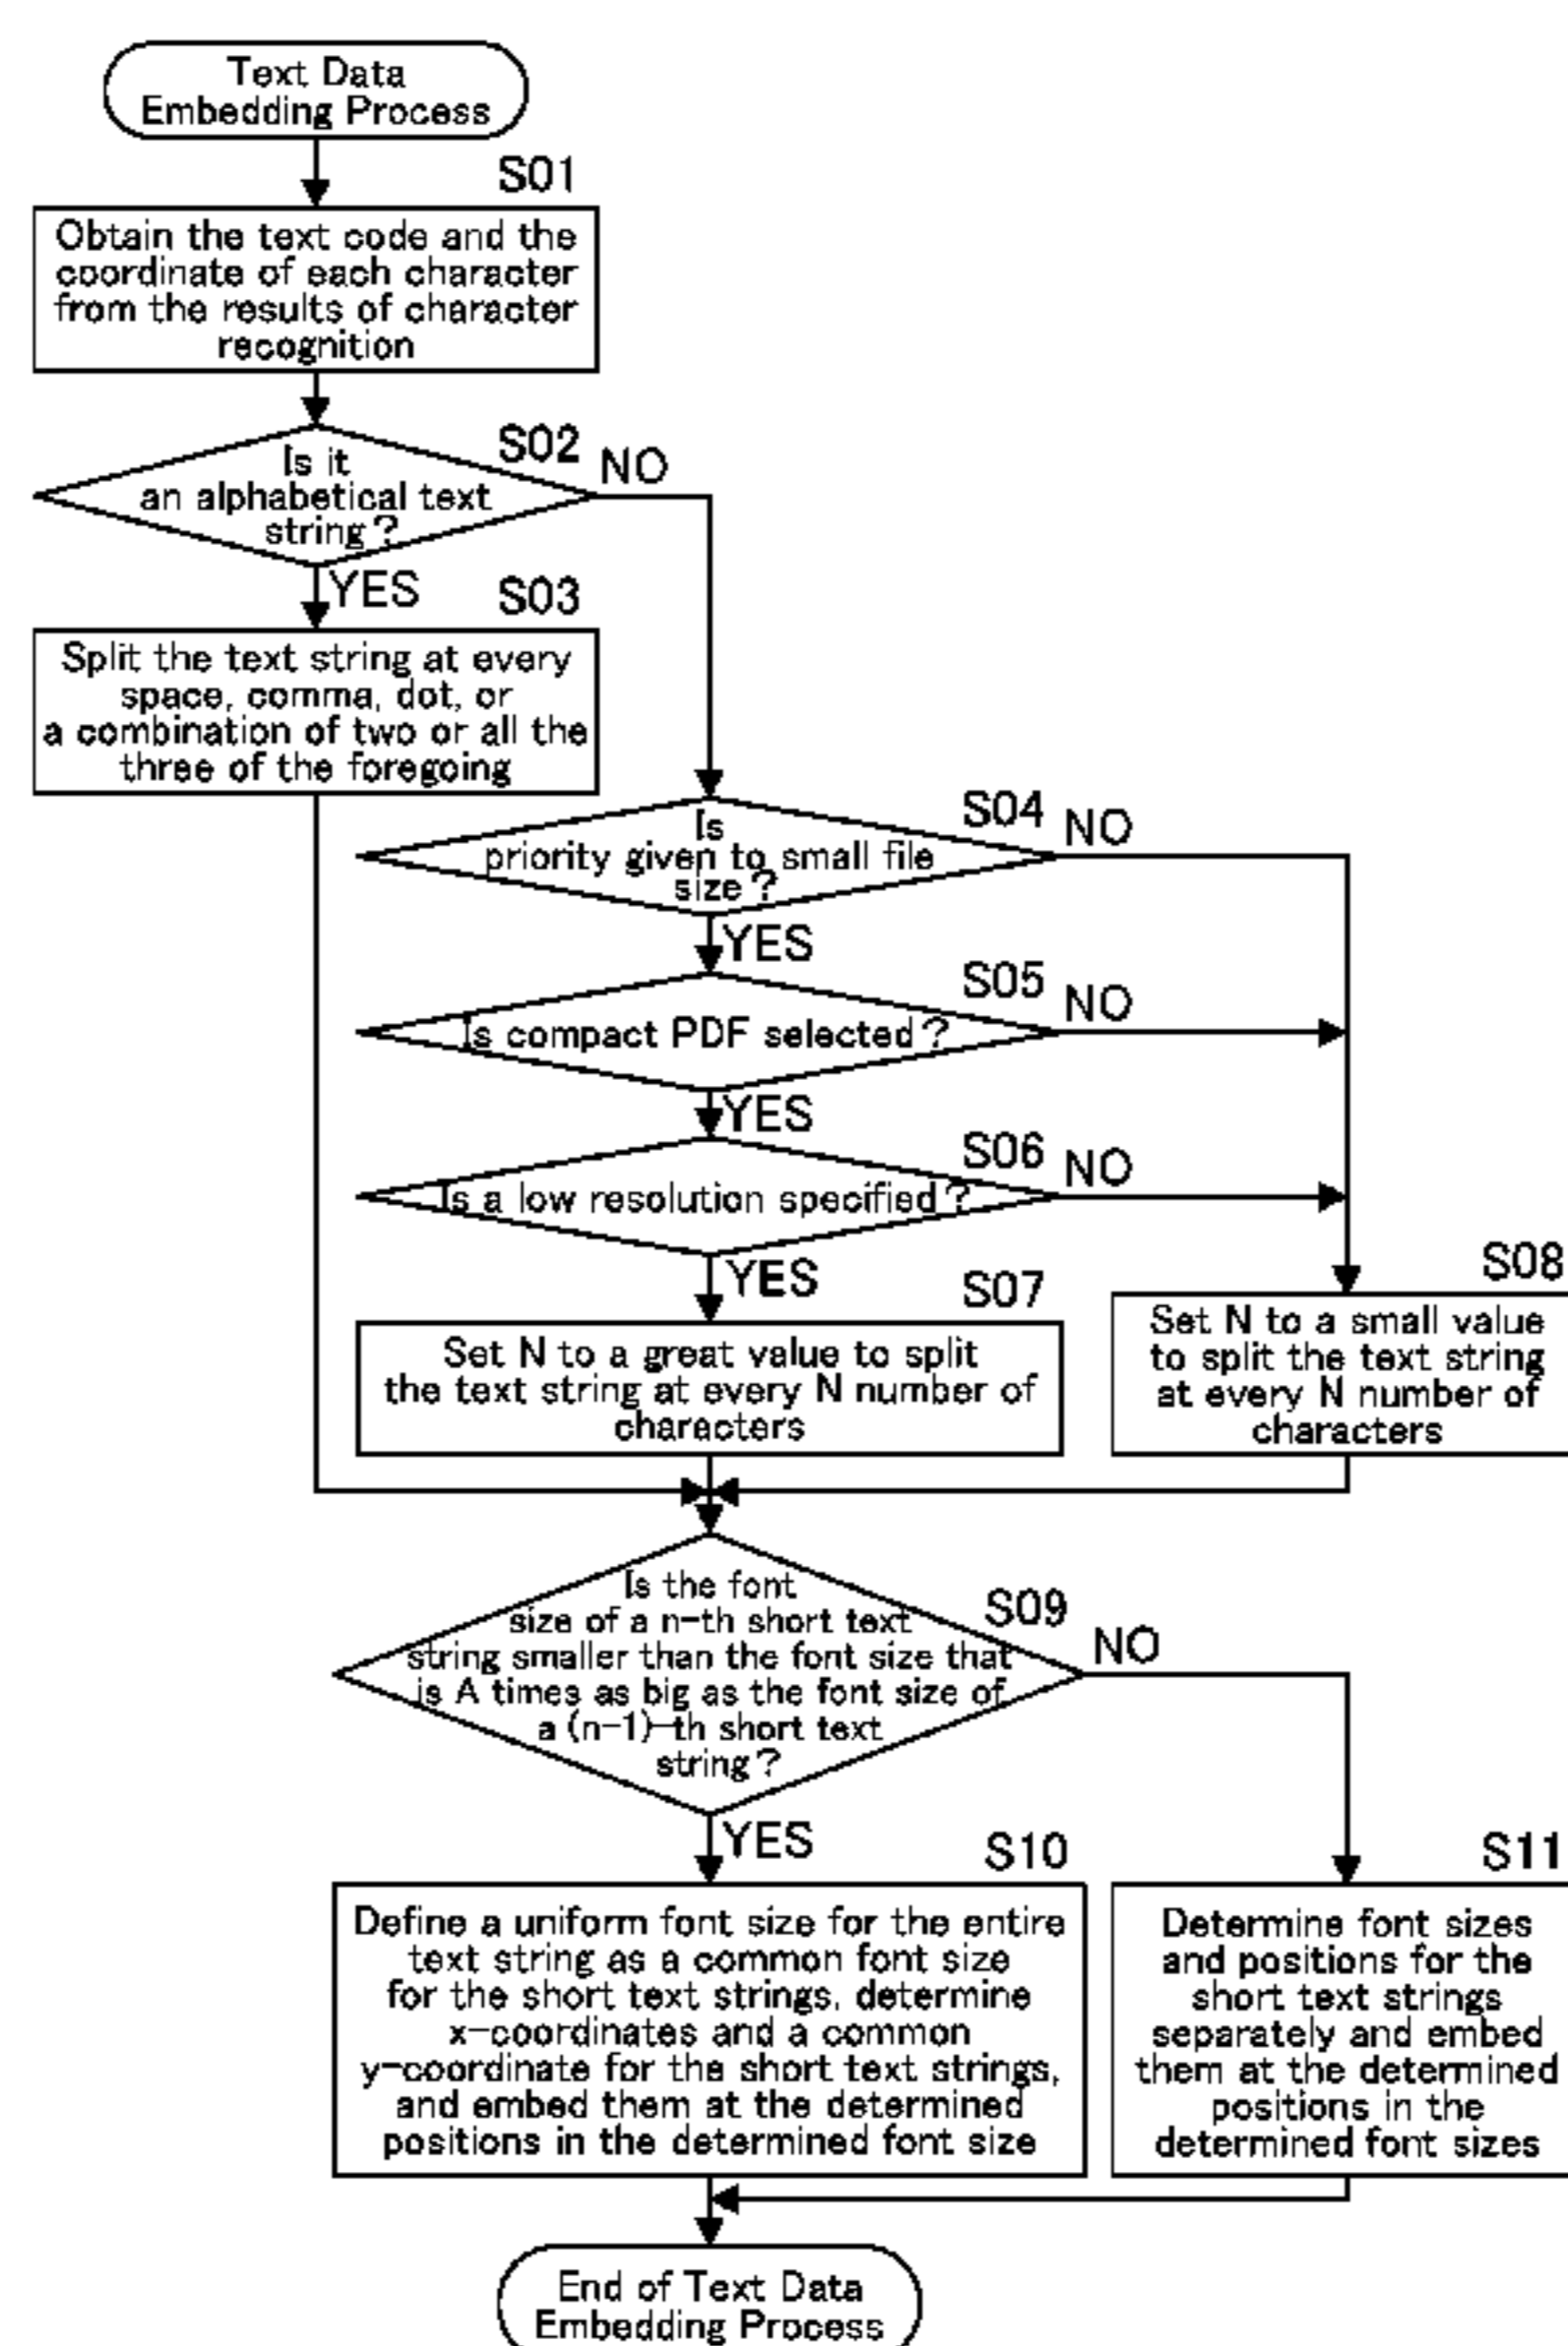 Text Data
Embedding Process
S01
Obtain the text code and the
coordinate of each character
from the results of character
recognition
S02
Is it
an alphabetical text
string?
NO
YES
S03
Split the text string at every
space, comma, dot, or
a combination of two or all the
three of the foregoing
S04
Is
priority given to small file
size?
NO
YES
S05
Is compact PDF selected?
NO
YES
S06
Is a low resolution specified?
NO
YES
S07
Set N to a great value to split
the text string at every N number of
characters
S08
Set N to a small value
to split the text string
at every N number of
characters
S09
Is the font
size of a n-th short text
string smaller than the font size that
is A times as big as the font size of
a (n-1)-th short text
string?
NO
YES
S10
Define a uniform font size for the entire
text string as a common font size
for the short text strings, determine
x-coordinates and a common
y-coordinate for the short text strings,
and embed them at the determined
positions in the determined font size
S11
Determine font sizes
and positions for the
short text strings
separately and embed
them at the determined
positions in the
determined font sizes
End of Text Data
Embedding Process